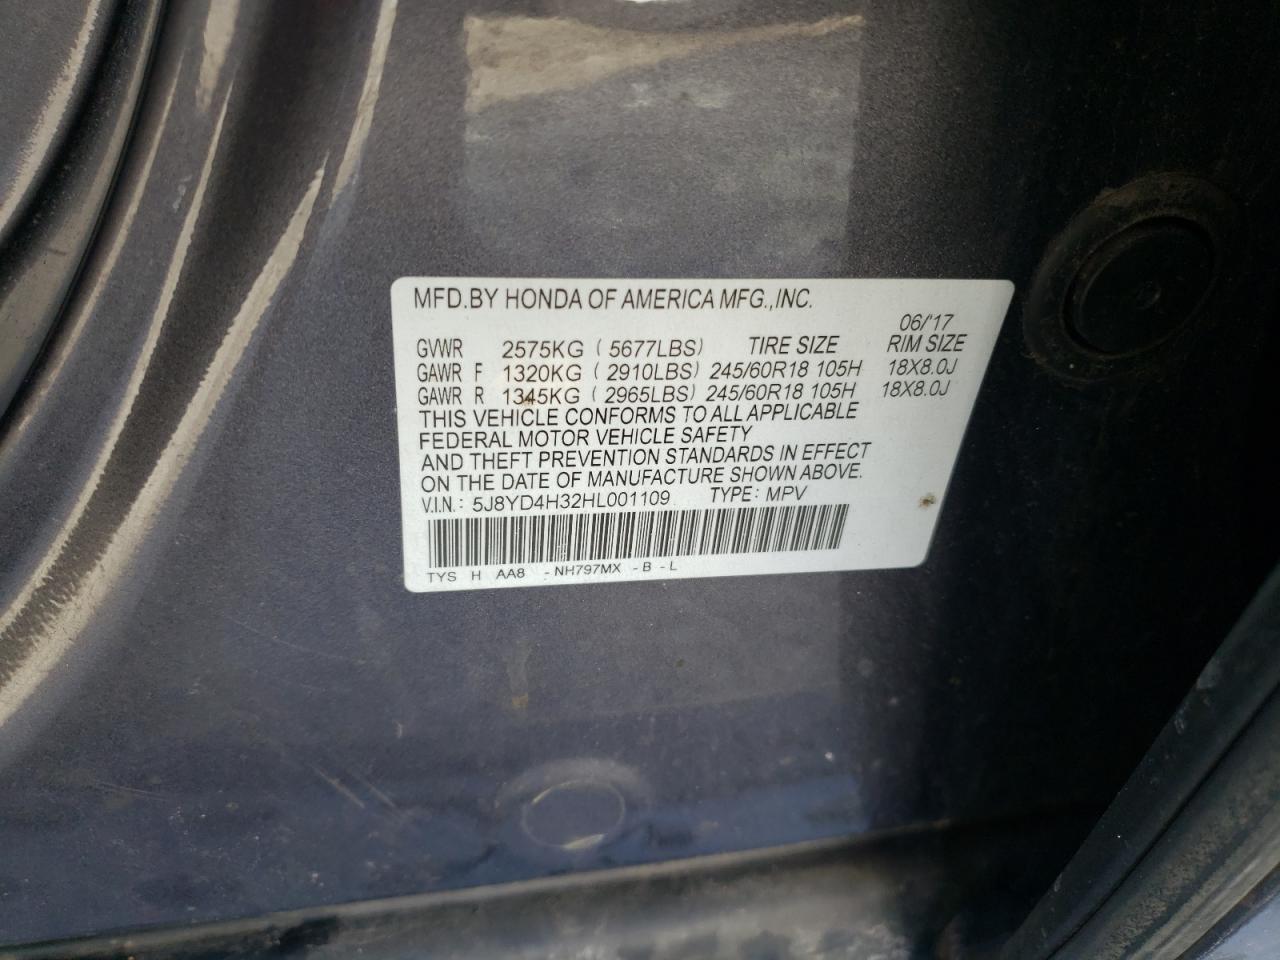 MFD.BY HONDA OF AMERICA MFG.,INC.
06/'17
GVWR 2575KG ( 5677LBS) TIRE SIZE RIM SIZE
GAWR F 1320KG ( 2910LBS) 245/60R18 105H 18X8.0J
GAWR R 1345KG ( 2965LBS) 245/60R18 105H 18X8.0J
THIS VEHICLE CONFORMS TO ALL APPLICABLE
FEDERAL MOTOR VEHICLE SAFETY
AND THEFT PREVENTION STANDARDS IN EFFECT
ON THE DATE OF MANUFACTURE SHOWN ABOVE.
V.I.N.: 5J8YD4H32HL001109 TYPE: MPV
TYS H AA8 - NH797MX - B - L